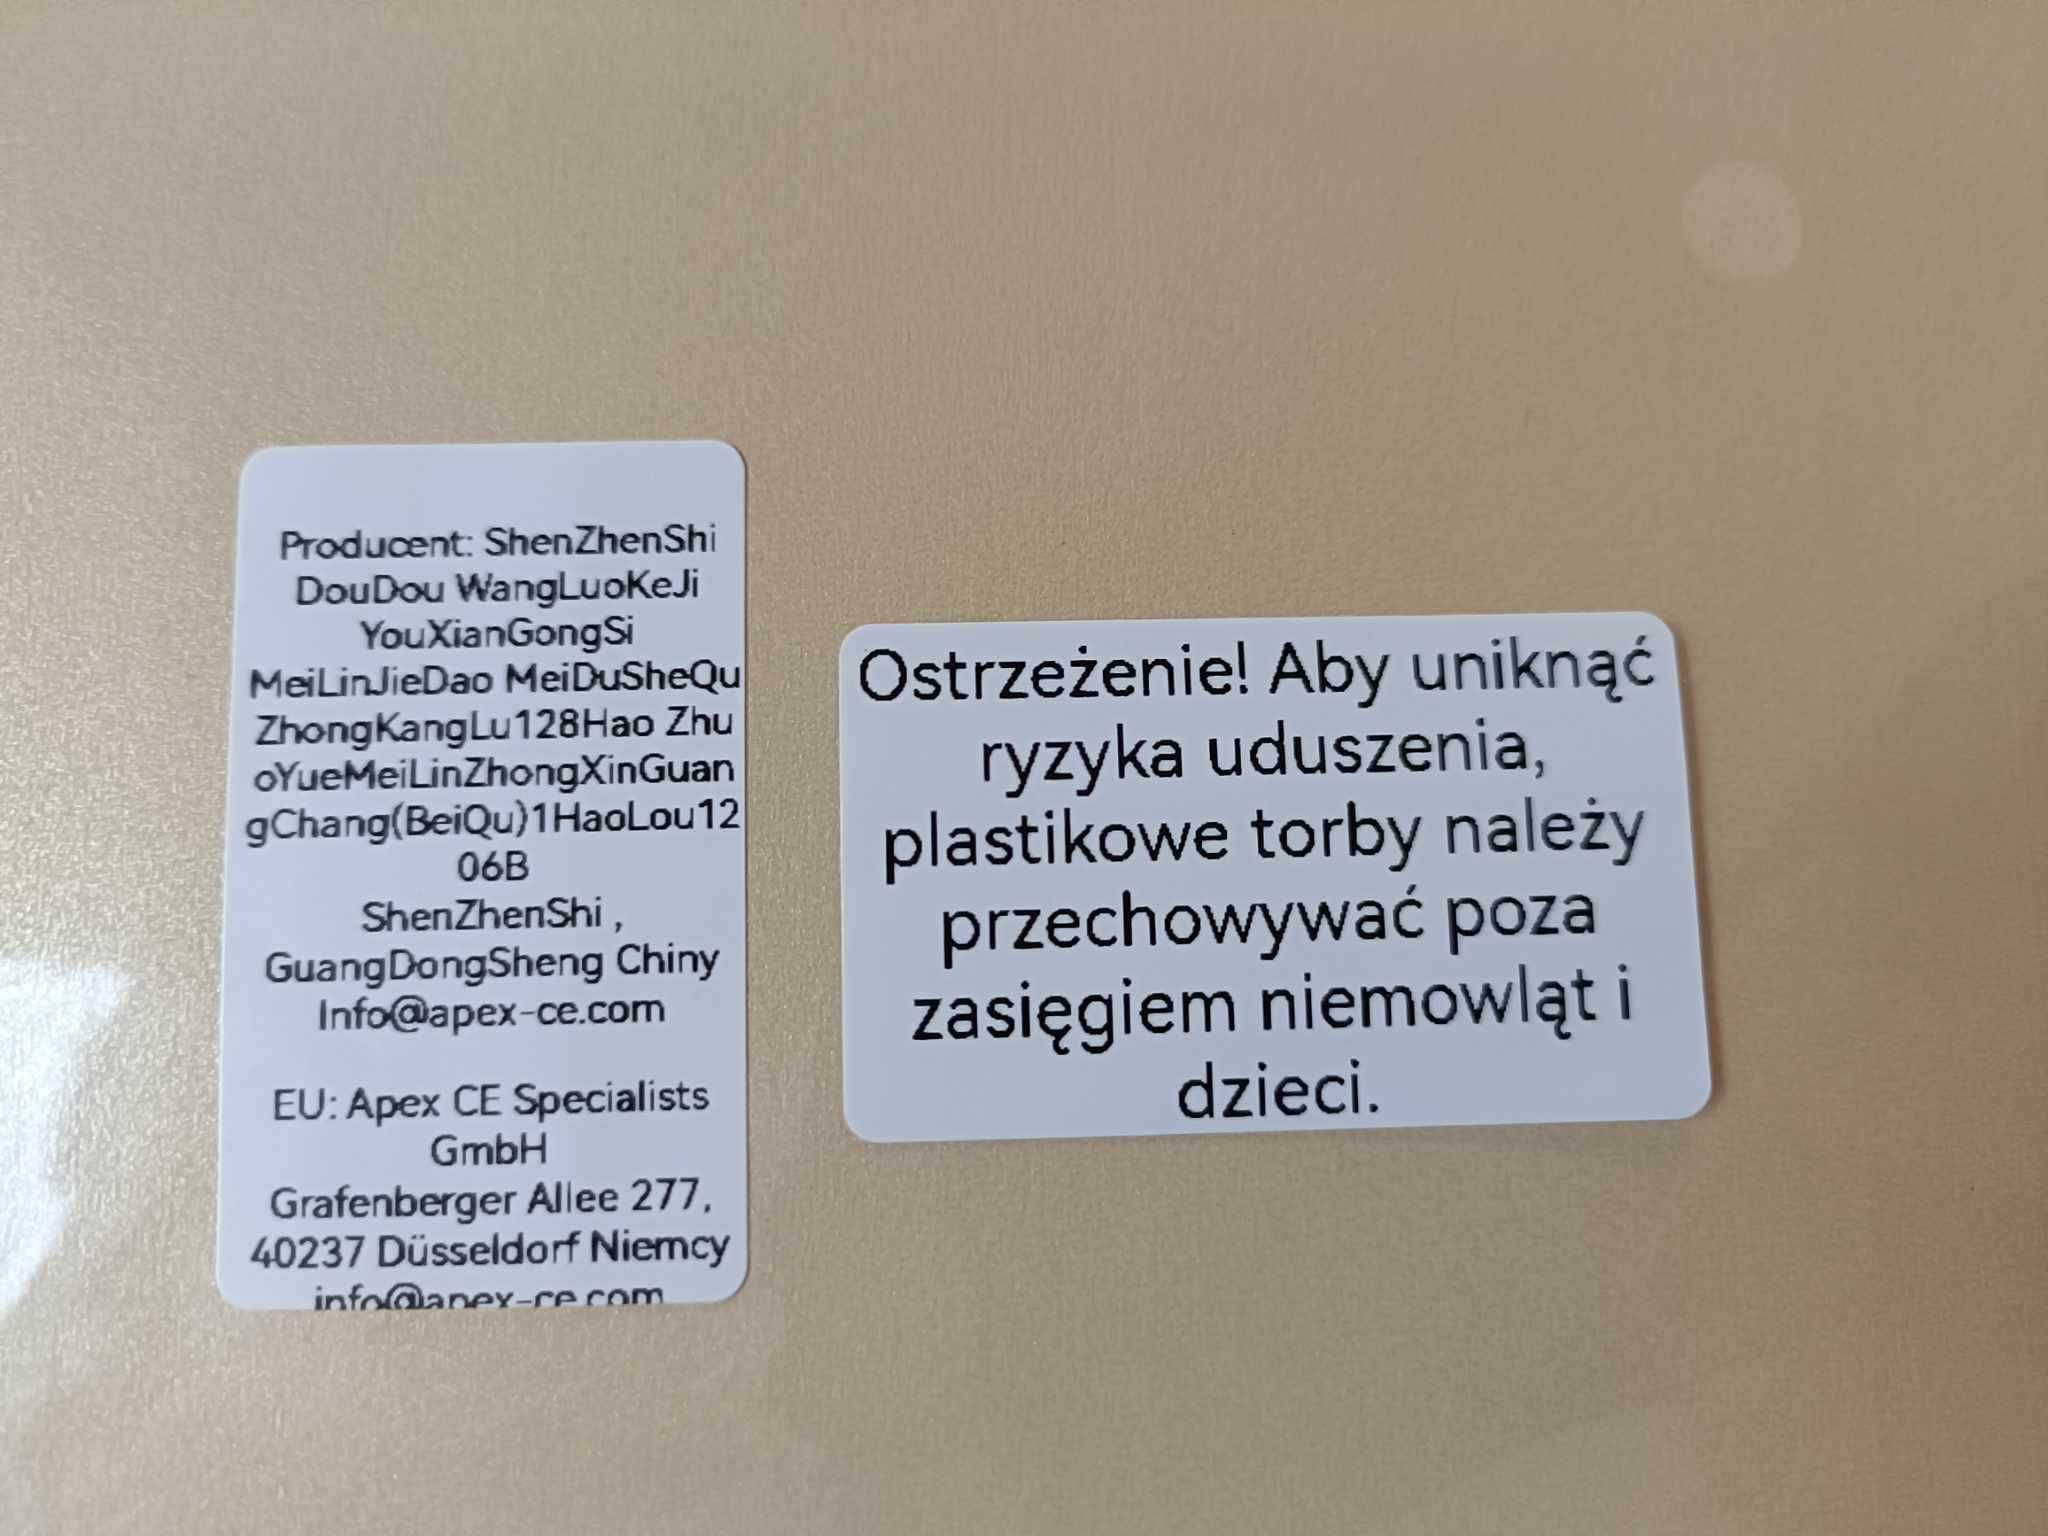 Producent: ShenZhenShi
DouDou WangLuoKeJi
YouXianGongSi
MeiLinJieDao MeiDuSheQu
ZhongKangLu128Hao Zhu
oYueMeiLinZhongXinGuan
gChang(BeiQu)1HaoLou12
06B
ShenZhenShi ,
GuangDongSheng Chiny
Info@apex-ce.com
EU: Apex CE Specialists
GmbH
Grafenberger Allee 277,
40237 Düsseldorf Niemcy
info@apex-ce.com
Ostrzeżenie! Aby uniknąć
ryzyka uduszenia,
plastikowe torby należy
przechowywać poza
zasięgiem niemowląt i
dzieci.